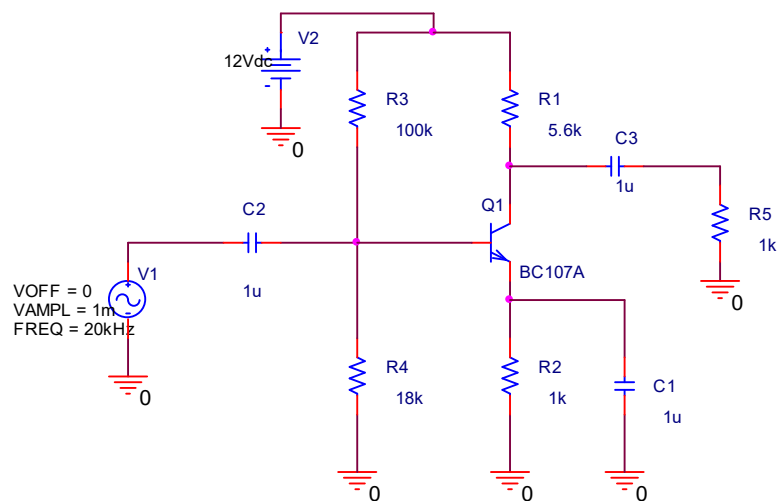 V2
12Vdc
0
R3
100k
R1
5.6k
C3
1u
R5
1k
0
C2
1u
Q1
BC107A
V1
VOFF = 0
VAMPL = 1m
FREQ = 20kHz
0
R4
18k
0
R2
1k
0
C1
1u
0